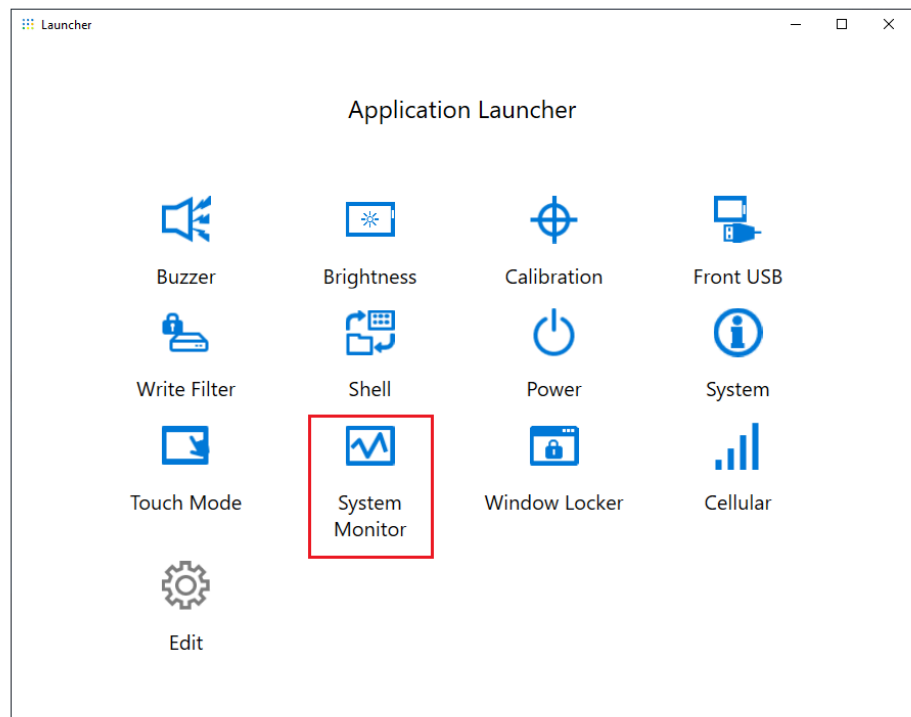 Launcher
Application Launcher
Buzzer
Brightness
Calibration
Front USB
Write Filter
Shell
Power
System
Touch Mode
System
Monitor
Window Locker
Cellular
Edit